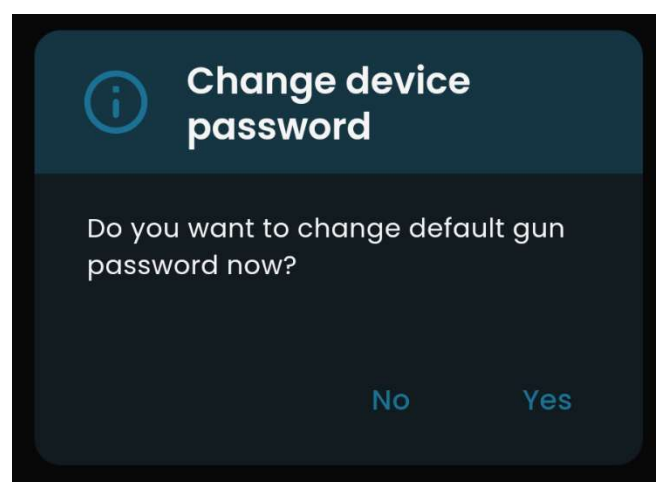 Change device
password
Do you want to change default gun
password now?
No Yes